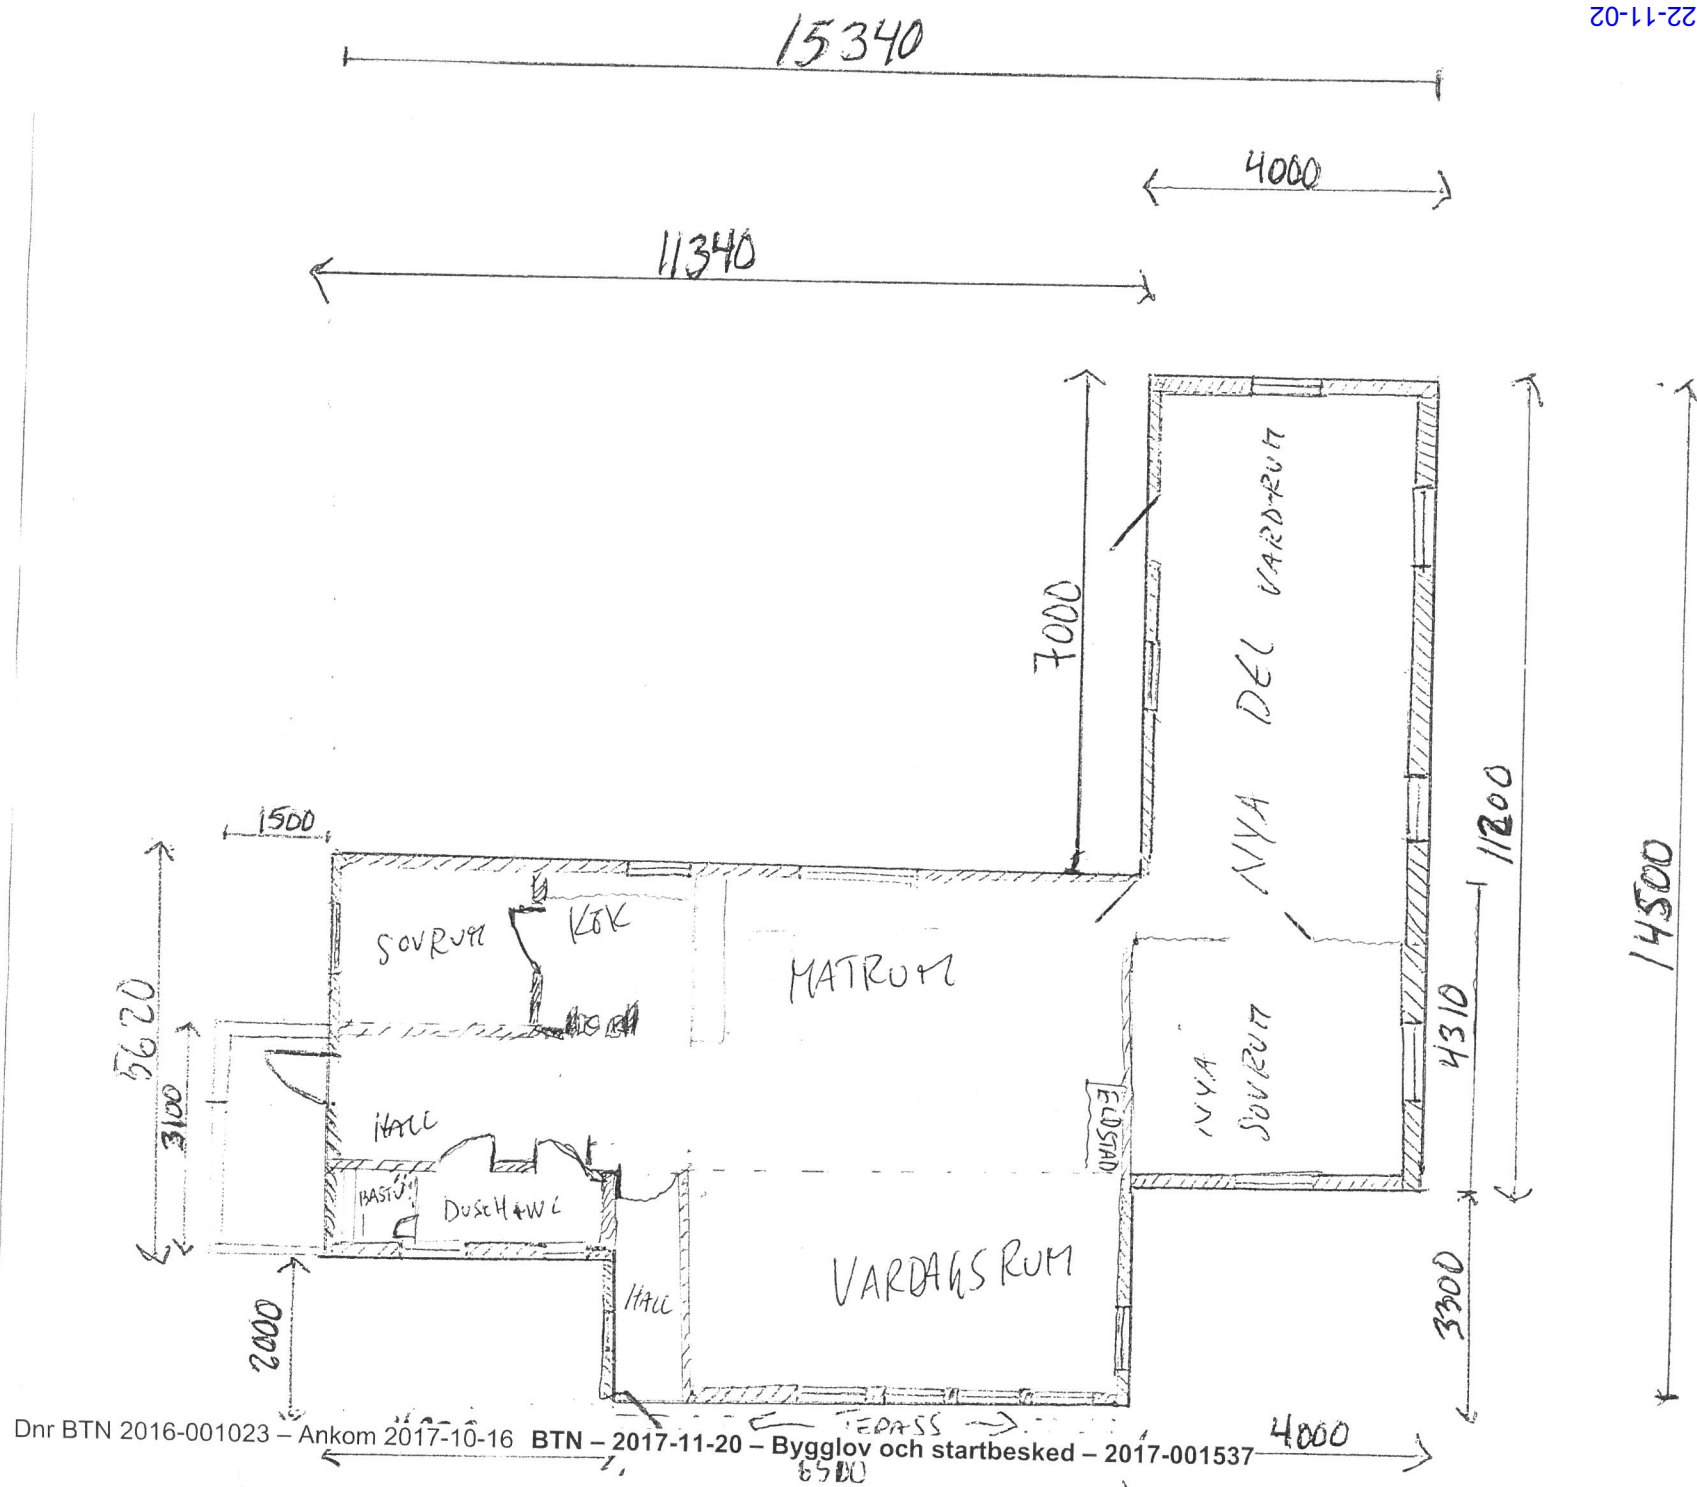 22-11-02
15340
4000
11340
7000
NYA DEL VARD-RUM
11200
14500
1500
5620
3100
SOVRUM
KÖK
MATRUM
HALL
ELDSTAD
NYA
SOVRUM
4310
BASTU
DUSCH+WC
HALL
VARDAGSRUM
3300
2000
TERASS
4000
Dnr BTN 2016-001023 – Ankom 2017-10-16
BTN – 2017-11-20 – Bygglov och startbesked – 2017-001537
6500